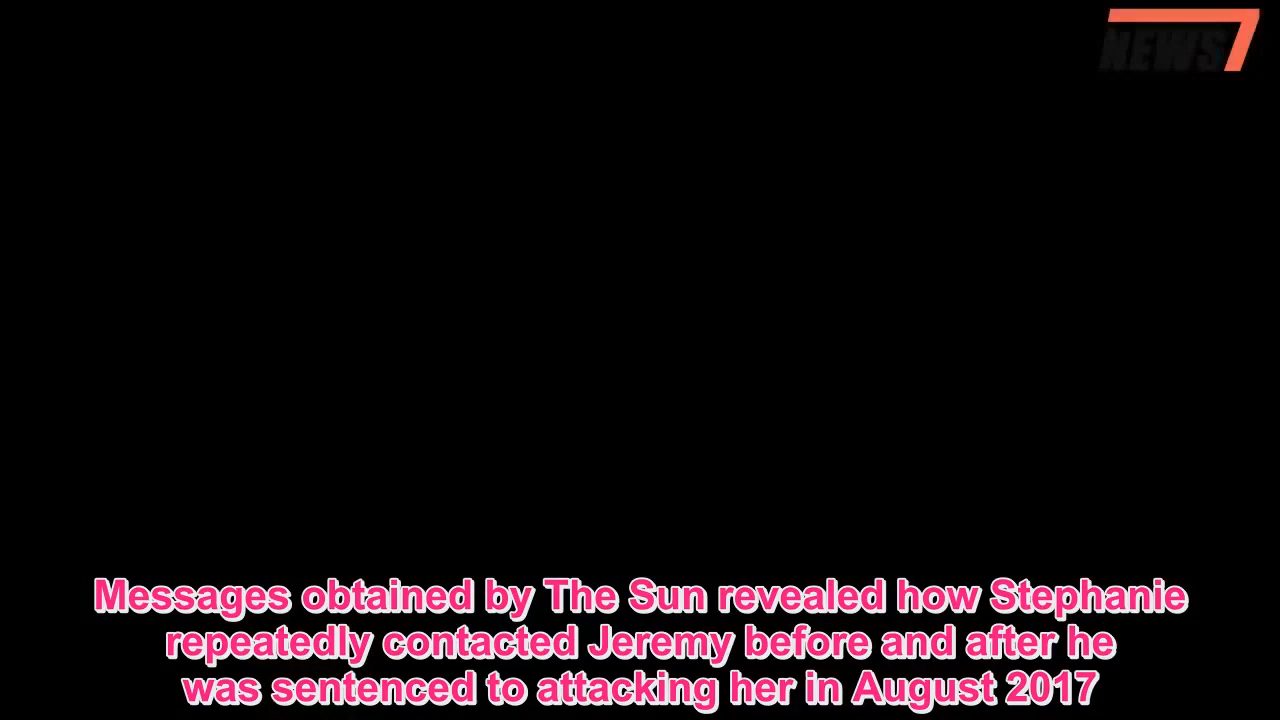 NEWS7
Messages obtained by The Sun revealed how Stephanie
repeatedly contacted Jeremy before and after he
was sentenced to attacking her in August 2017